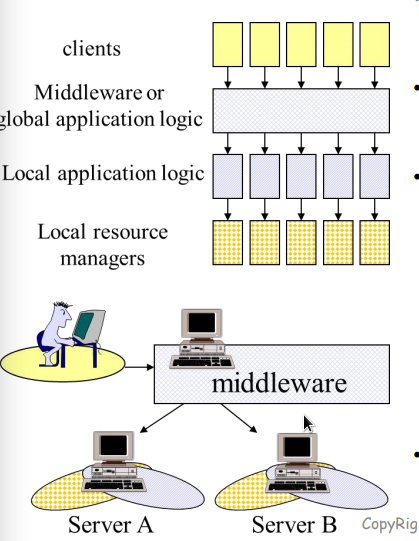 clients
Middleware or
global application logic
Local application logic
Local resource
managers
middleware
Server A
Server B
CopyRig